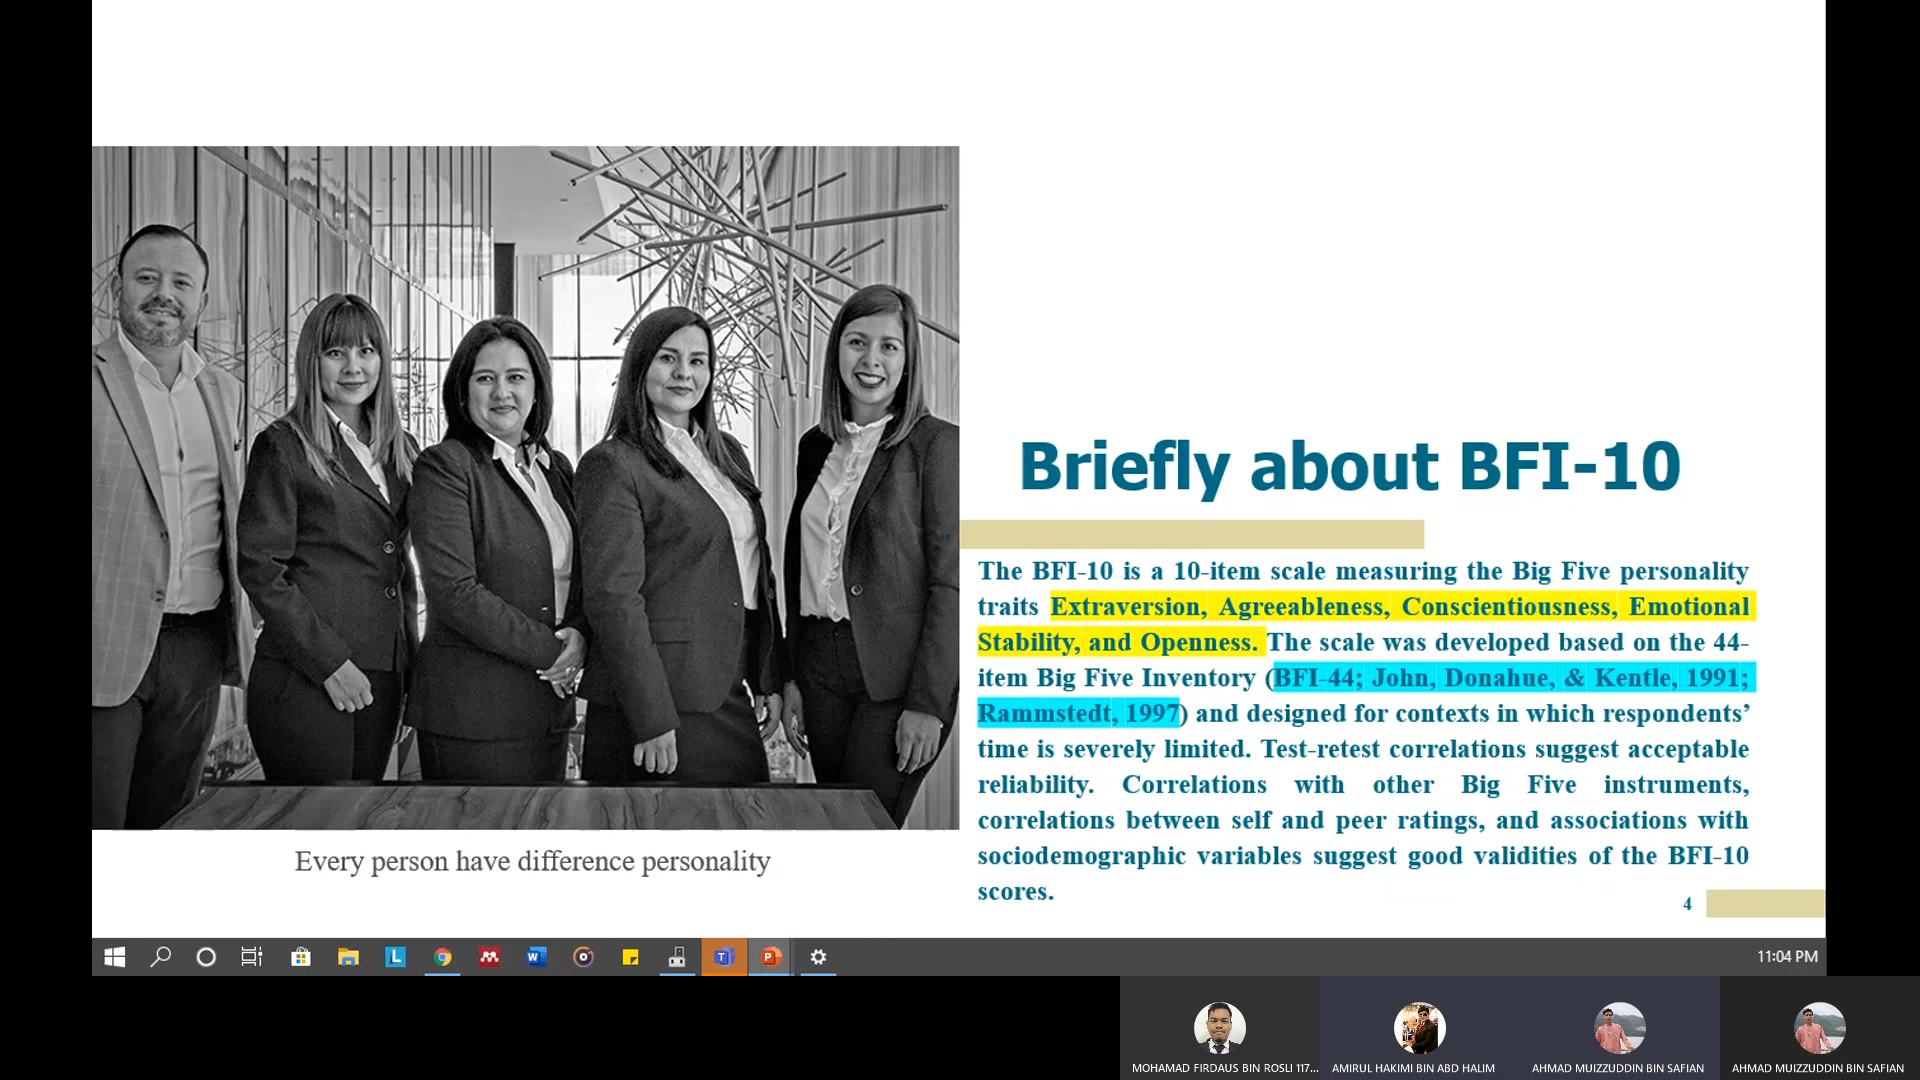 Briefly about BFI-10
The BFI-10 is a 10-item scale measuring the Big Five personality
traits Extraversion, Agreeableness, Conscientiousness, Emotional
Stability, and Openness. The scale was developed based on the 44-
item Big Five Inventory (BFI-44; John, Donahue, & Kentle, 1991;
Rammstedt, 1997) and designed for contexts in which respondents’
time is severely limited. Test-retest correlations suggest acceptable
reliability. Correlations with other Big Five instruments,
correlations between self and peer ratings, and associations with
sociodemographic variables suggest good validities of the BFI-10
scores.
Every person have difference personality
4
11:04 PM
MOHAMAD FIRDAUS BIN ROSLI 117...
AMIRUL HAKIMI BIN ABD HALIM
AHMAD MUIZZUDDIN BIN SAFIAN
AHMAD MUIZZUDDIN BIN SAFIAN